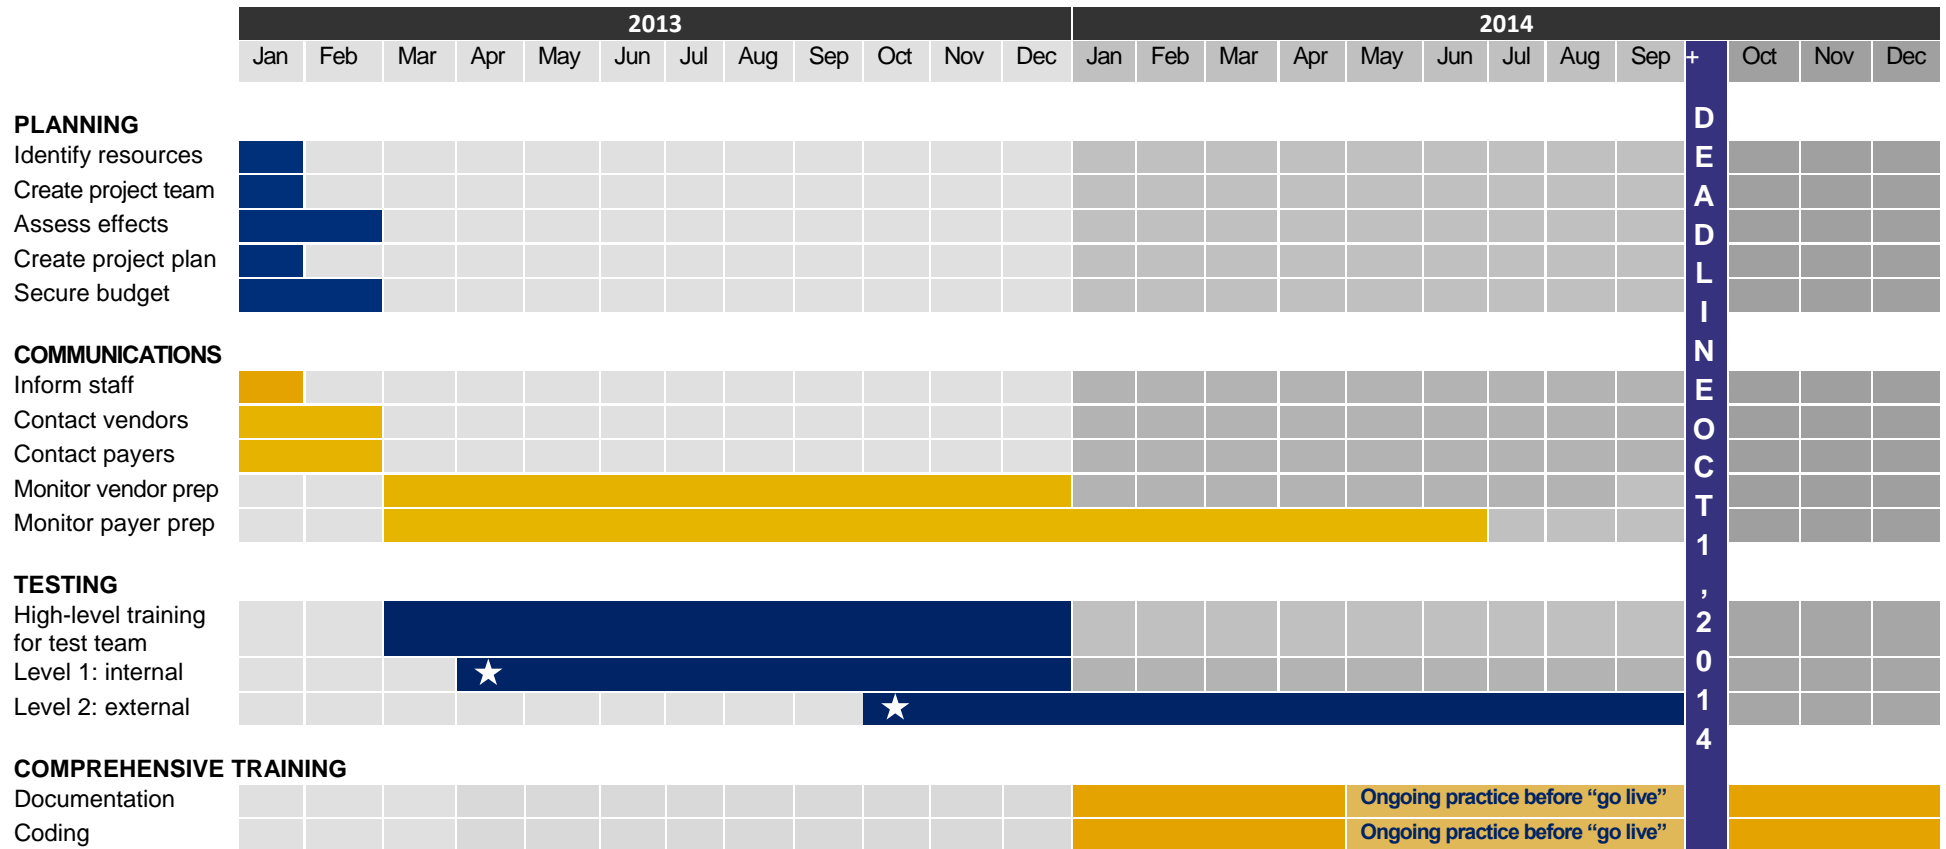 2013 2014
Jan Feb Mar Apr May Jun Jul Aug Sep Oct Nov Dec Jan Feb Mar Apr May Jun Jul Aug Sep + Oct Nov Dec
PLANNING
Identify resources
Create project team
Assess effects
Create project plan
Secure budget
COMMUNICATIONS
Inform staff
Contact vendors
Contact payers
Monitor vendor prep
Monitor payer prep
TESTING
High-level training
for test team
Level 1: internal
Level 2: external
COMPREHENSIVE TRAINING
Documentation Ongoing practice before “go live”
Coding Ongoing practice before “go live”
DEADLINE OCT 1, 2014